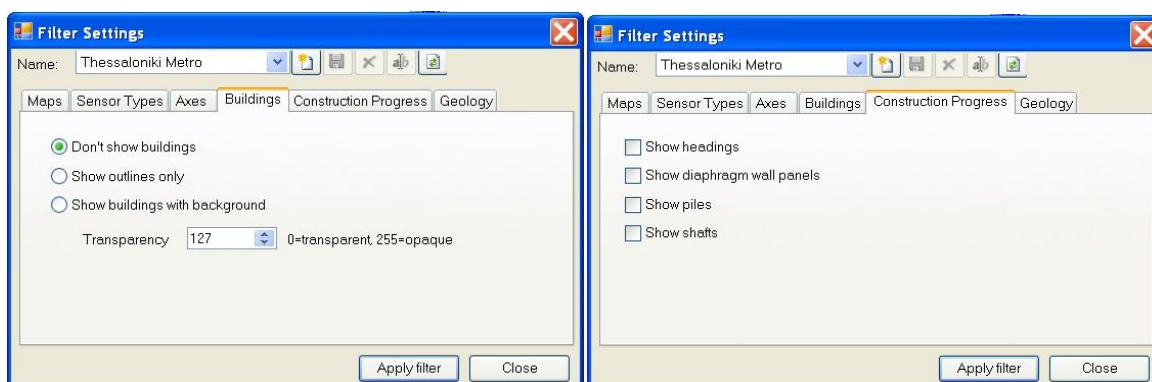 Filter Settings
Name: Thessaloniki Metro
Maps Sensor Types Axes Buildings Construction Progress Geology
Don't show buildings
Show outlines only
Show buildings with background
Transparency 127 0=transparent, 255=opaque
Apply filter Close
Filter Settings
Name: Thessaloniki Metro
Maps Sensor Types Axes Buildings Construction Progress Geology
Show headings
Show diaphragm wall panels
Show piles
Show shafts
Apply filter Close